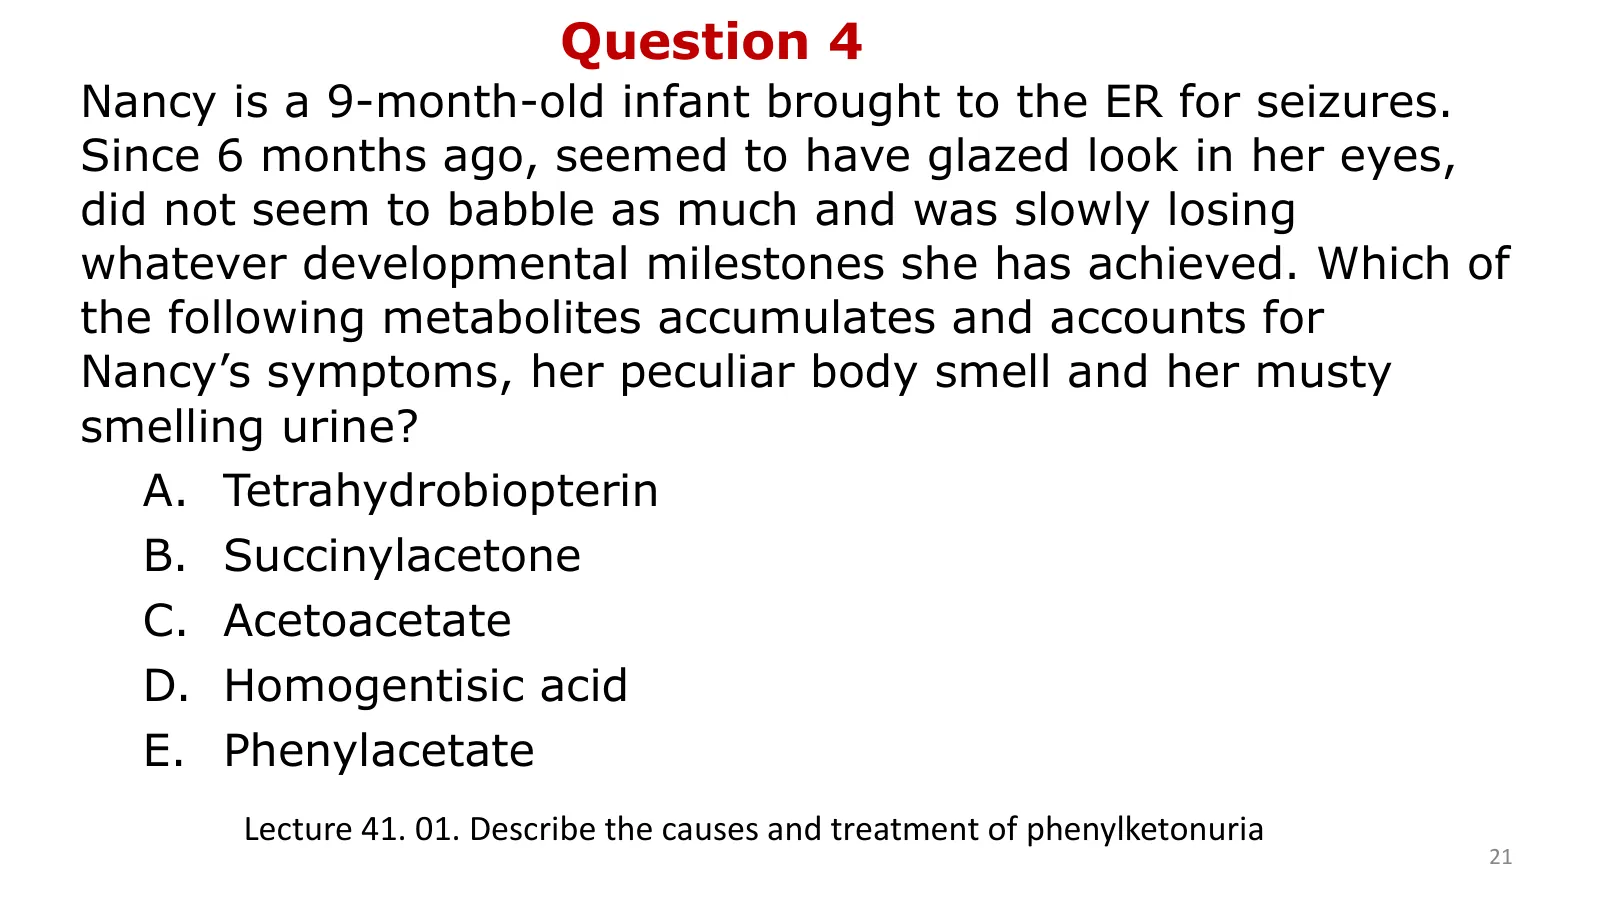 Question 4
Nancy is a 9-month-old infant brought to the ER for seizures.
Since 6 months ago, seemed to have glazed look in her eyes,
did not seem to babble as much and was slowly losing
whatever developmental milestones she has achieved. Which of
the following metabolites accumulates and accounts for
Nancy’s symptoms, her peculiar body smell and her musty
smelling urine?
A. Tetrahydrobiopterin
B. Succinylacetone
C. Acetoacetate
D. Homogentisic acid
E. Phenylacetate
Lecture 41. 01. Describe the causes and treatment of phenylketonuria
21